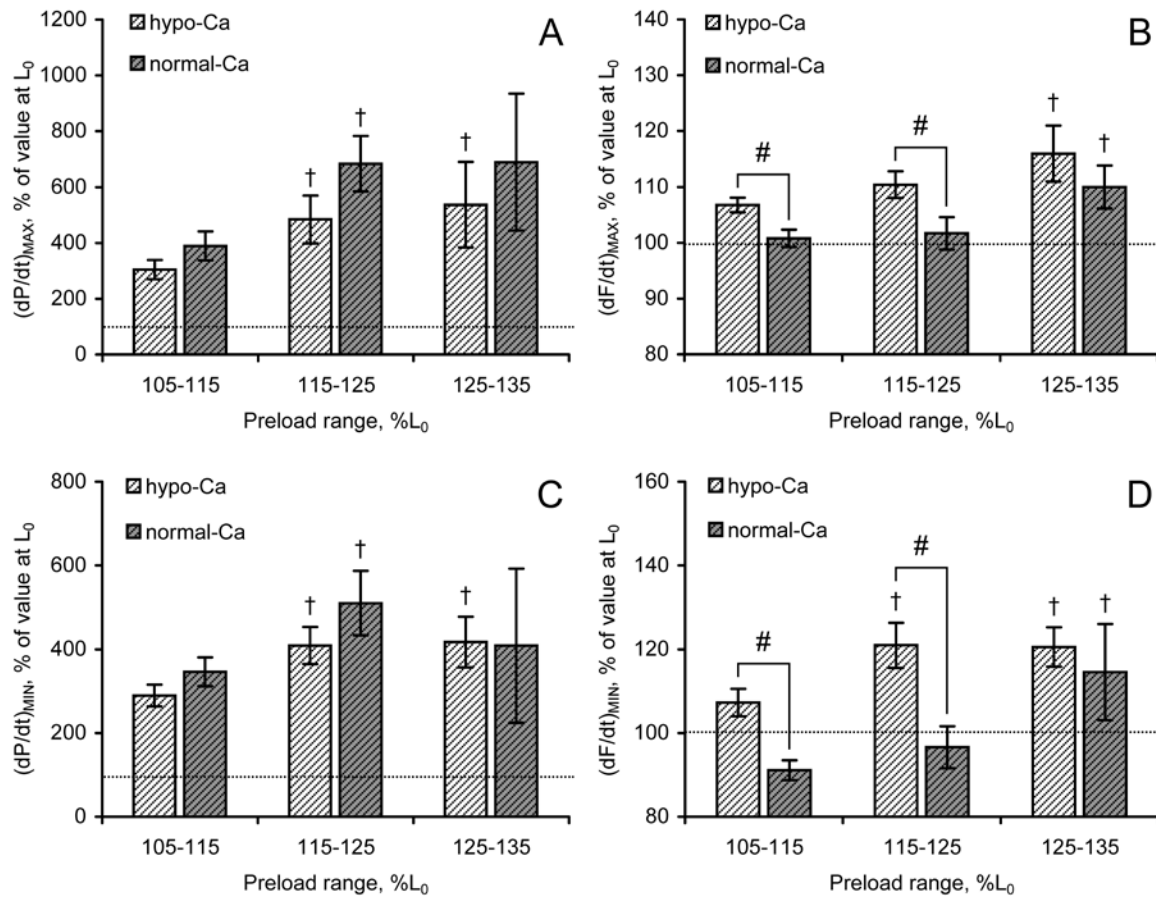 A
hypo-Ca
normal-Ca
(dP/dt)MAX, % of value at L0
1200
1000
800
600
400
200
0
†
†
†
105-115
115-125
125-135
Preload range, %L0
B
hypo-Ca
normal-Ca
(dF/dt)MAX, % of value at L0
140
130
120
110
100
90
80
#
#
†
†
105-115
115-125
125-135
Preload range, %L0
C
hypo-Ca
normal-Ca
(dP/dt)MIN, % of value at L0
800
600
400
200
0
†
†
†
105-115
115-125
125-135
Preload range, %L0
D
hypo-Ca
normal-Ca
(dF/dt)MIN, % of value at L0
160
140
120
100
80
#
#
†
†
†
105-115
115-125
125-135
Preload range, %L0